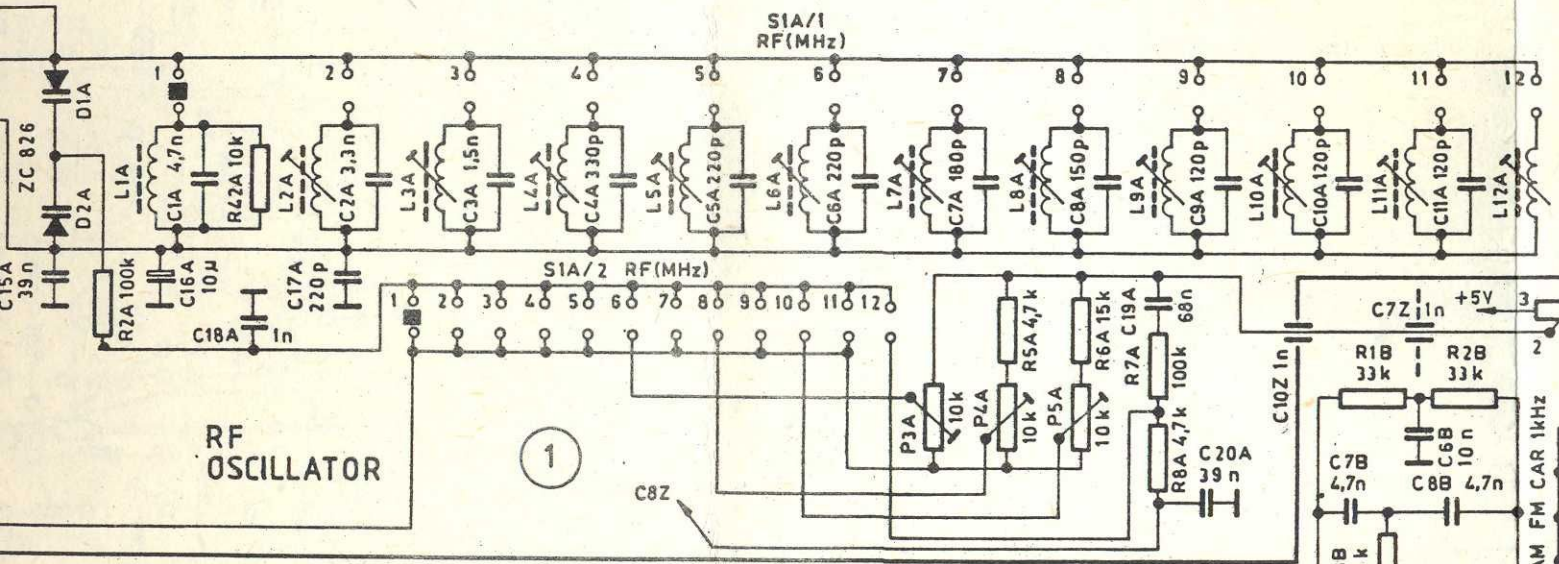 S1A/1
RF(MHz)
1 2 3 4 5 6 7 8 9 10 11 12
D1A
ZC 826
D2A
L1A
C1A 4,7n
R42A 10k
L2A
C2A 3,3n
L3A
C3A 1,5n
L4A
C4A 330p
L5A
C5A 220p
L6A
C6A 220p
L7A
C7A 180p
L8A
C8A 150p
L9A
C9A 120p
L10A
C10A 120p
L11A
C11A 120p
L12A
C15A
39n
R2A 100k
C16A
10µ
C18A 1n
C17A
220p
S1A/2 RF(MHz)
1 2 3 4 5 6 7 8 9 10 11 12
P3A
10k
R5A 4,7k
P4A
10k
R6A 15k
P5A
10k
C19A
68n
R7A
100k
R8A 4,7k
C20A
39n
C8Z
C10Z 1n
C7Z 1n
+5V
3
2
R1B
33k
R2B
33k
C6B
10n
C7B
4,7n
C8B 4,7n
AM FM CAR 1kHz
B
k
RF
OSCILLATOR
1